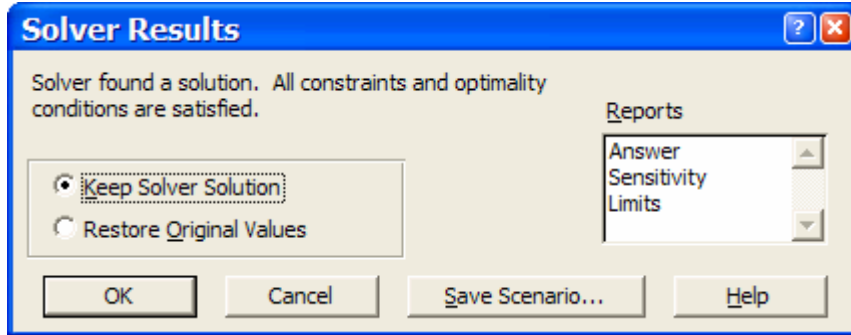 Solver Results
Solver found a solution. All constraints and optimality
conditions are satisfied.
Reports
Answer
Sensitivity
Limits
Keep Solver Solution
Restore Original Values
OK Cancel Save Scenario... Help